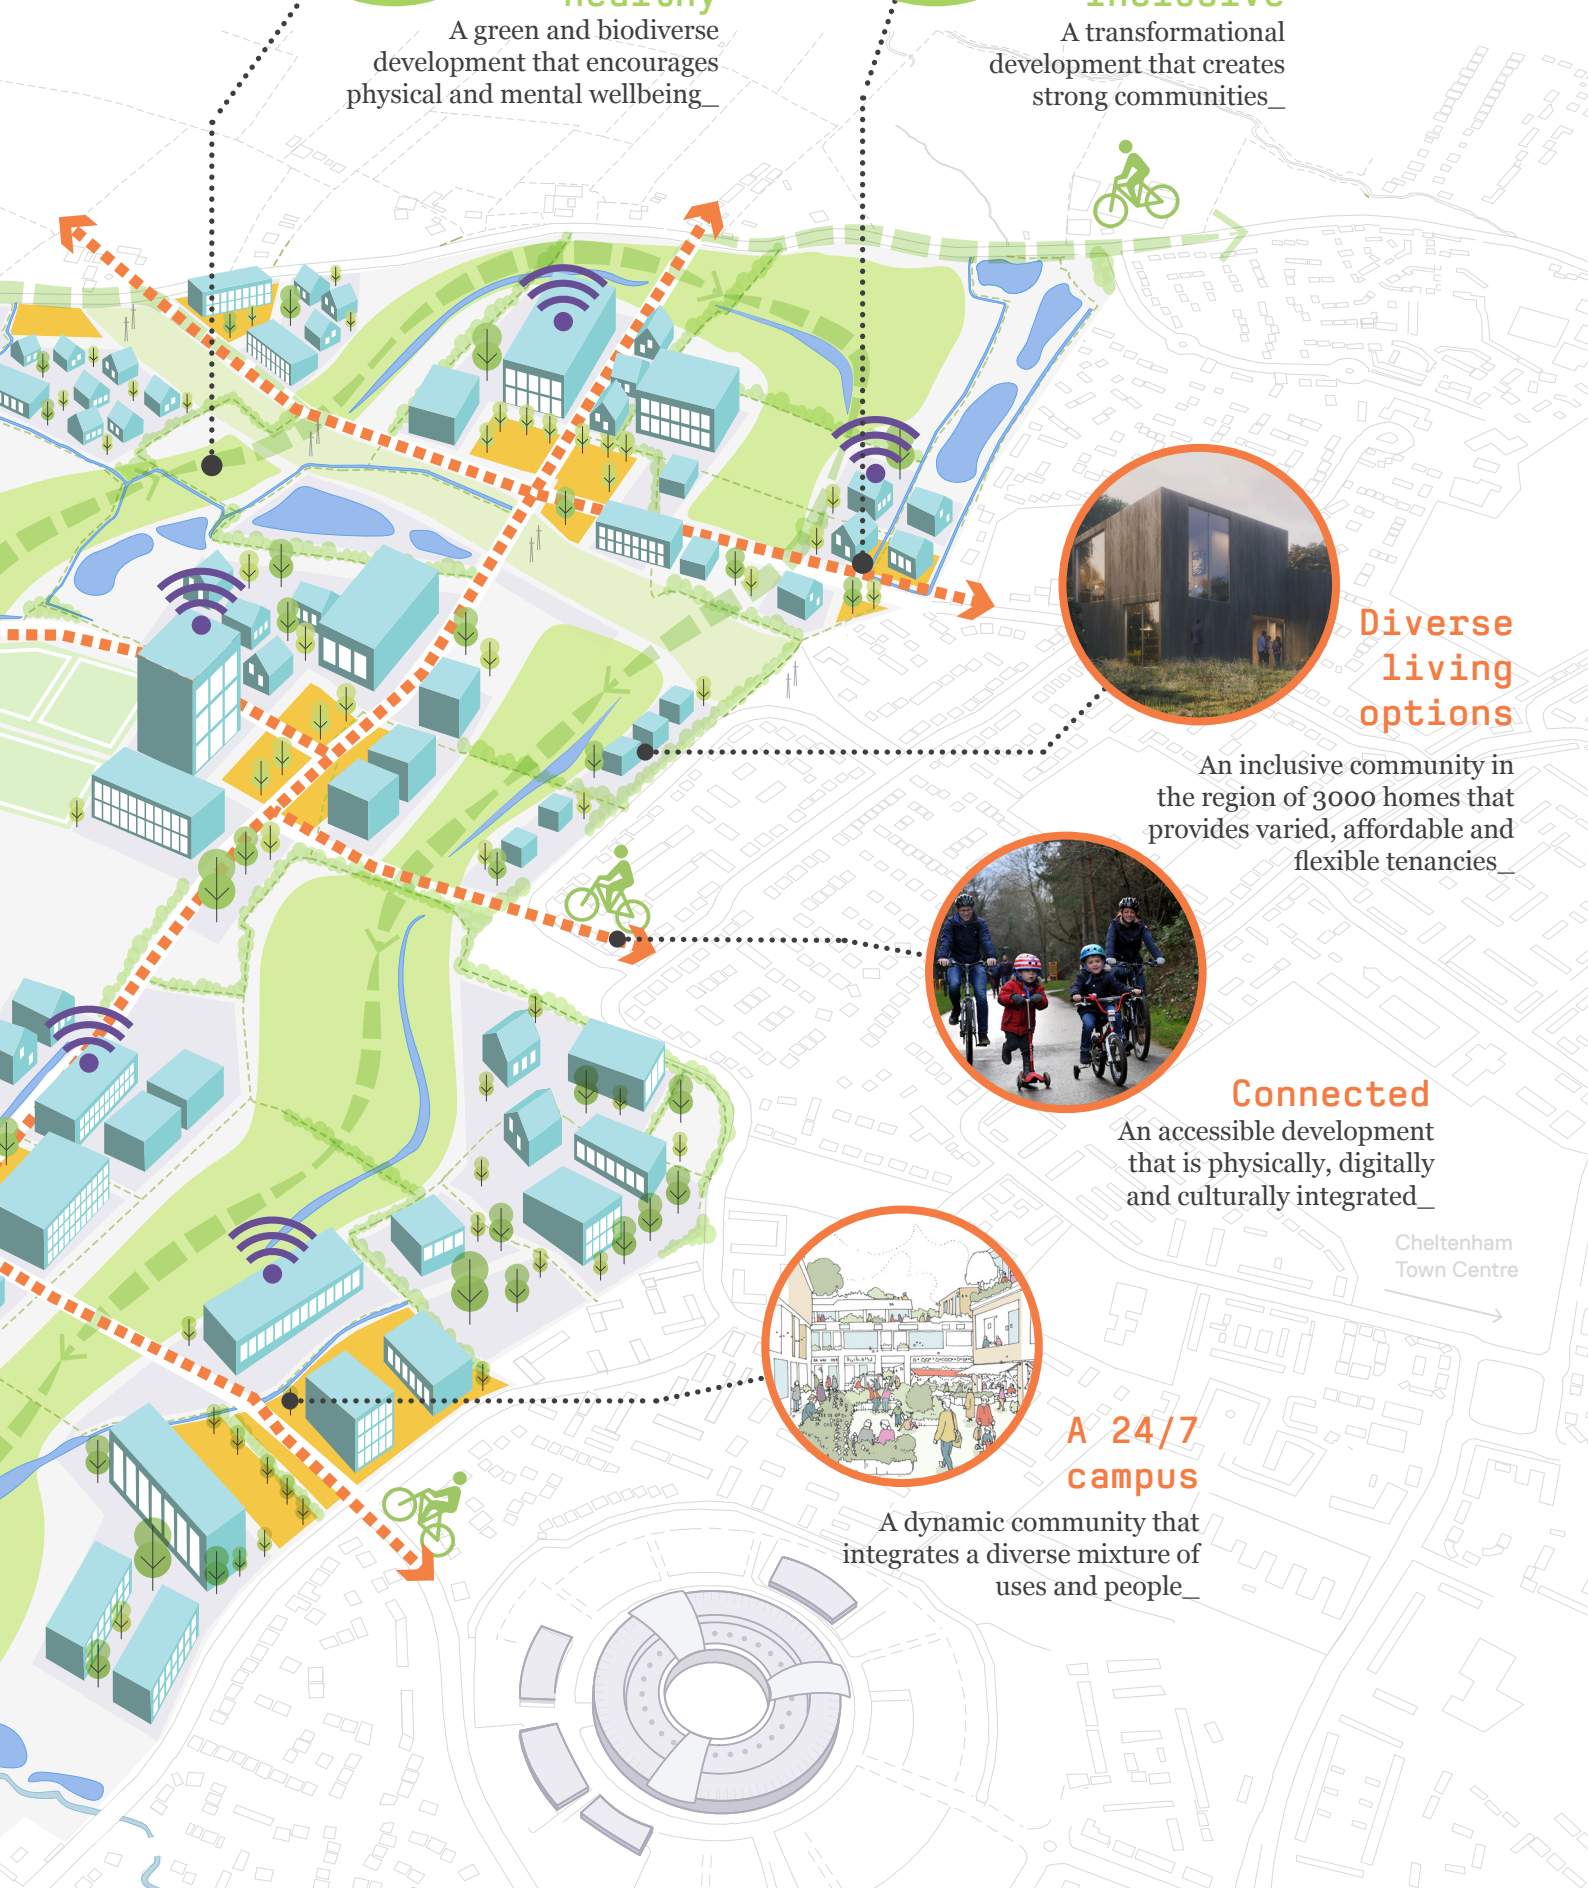 healthy
A green and biodiverse
development that encourages
physical and mental wellbeing_
inclusive
A transformational
development that creates
strong communities_
Diverse
living
options
An inclusive community in
the region of 3000 homes that
provides varied, affordable and
flexible tenancies_
Connected
An accessible development
that is physically, digitally
and culturally integrated_
Cheltenham
Town Centre
A 24/7
campus
A dynamic community that
integrates a diverse mixture of
uses and people_